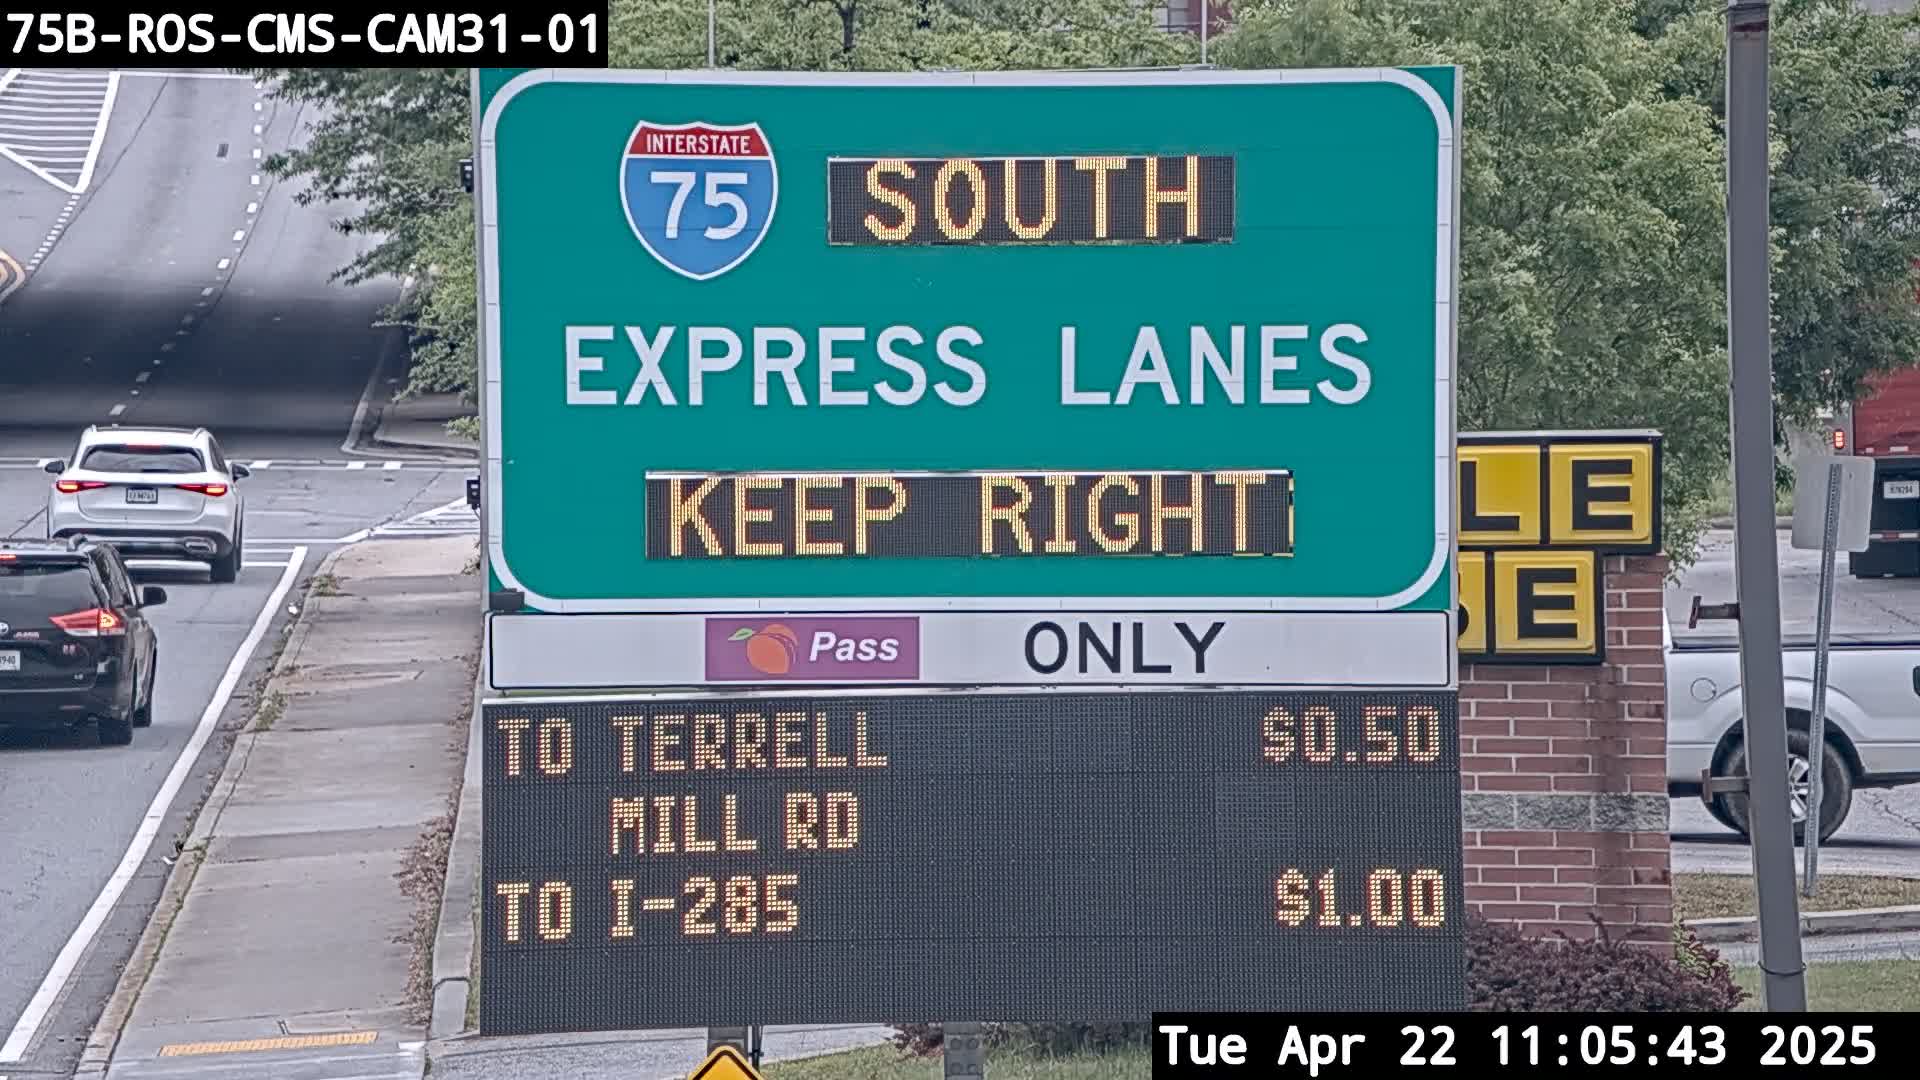 75B-ROS-CMS-CAM31-01
INTERSTATE
75
SOUTH
EXPRESS LANES
KEEP RIGHT
LE
E
Pass ONLY
TO TERRELL $0.50
MILL RD
TO I-285 $1.00
Tue Apr 22 11:05:43 2025